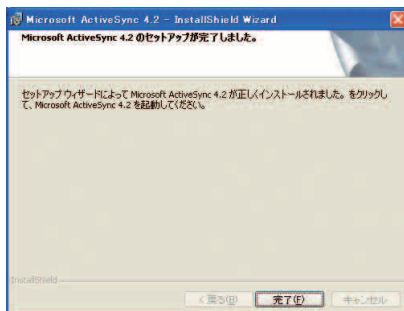 Microsoft ActiveSync 4.2 - InstallShield Wizard
Microsoft ActiveSync 4.2 のセットアップが完了しました。
セットアップ ウィザードによって Microsoft ActiveSync 4.2 が正しくインストールされました。をクリックし
て、Microsoft ActiveSync 4.2 を起動してください。
InstallShield
< 戻る(B) 完了(F) キャンセル